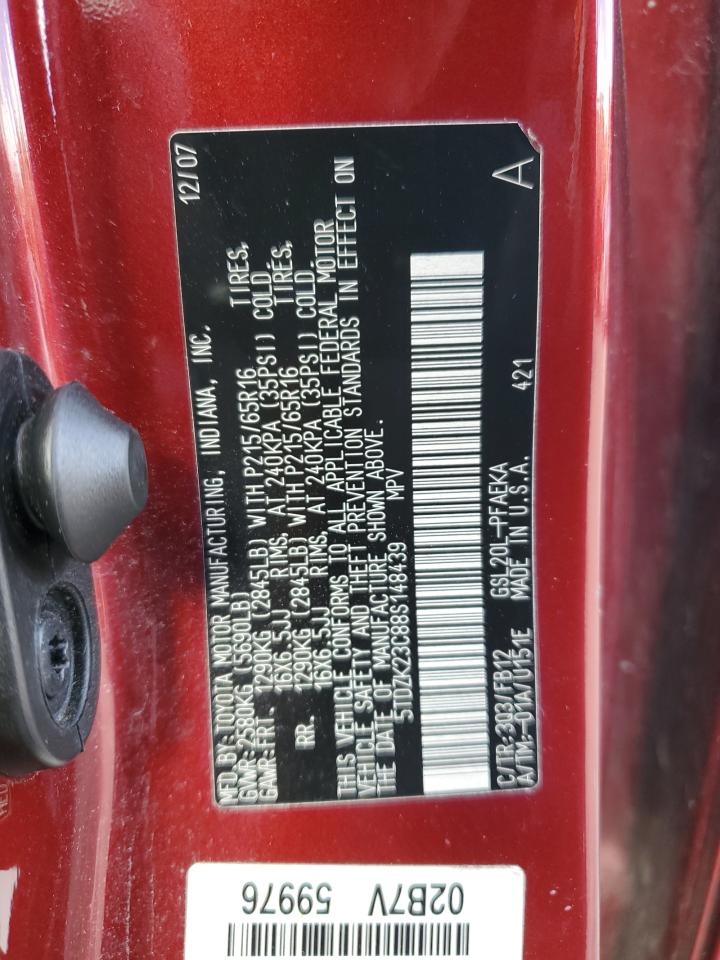 MFD.BY:TOYOTA MOTOR MANUFACTURING, INDIANA, INC. 12/07
GVWR:2580KG (5690LB)
GAWR:FRT. 1290KG (2845LB) WITH P215/65R16 TIRES,
16X6.5JJ RIMS, AT 240KPA (35PSI) COLD
RR. 1290KG (2845LB) WITH P215/65R16 TIRES,
16X6.5JJ RIMS, AT 240KPA (35PSI) COLD
THIS VEHICLE CONFORMS TO ALL APPLICABLE FEDERAL MOTOR
VEHICLE SAFETY AND THEFT PREVENTION STANDARDS IN EFFECT ON
THE DATE OF MANUFACTURE SHOWN ABOVE.
5TDZK23C88S148439 MPV
C/TR:3Q3/FB12 GSL20L-PFAEKA 421
A/TM:-01A/U151E MADE IN U.S.A. A
02B7V
59976